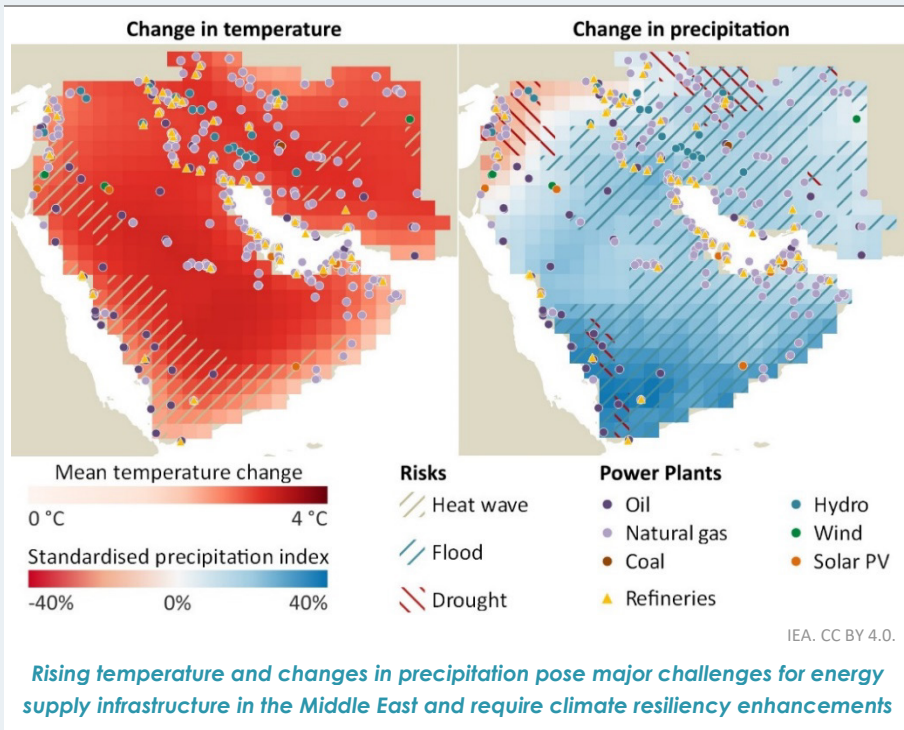 Change in temperature
Change in precipitation
Mean temperature change
0 °C
4 °C
Standardised precipitation index
-40%
0%
40%
Risks
Heat wave
Flood
Drought
Power Plants
Oil
Natural gas
Coal
Refineries
Hydro
Wind
Solar PV
IEA. CC BY 4.0.
Rising temperature and changes in precipitation pose major challenges for energy
supply infrastructure in the Middle East and require climate resiliency enhancements